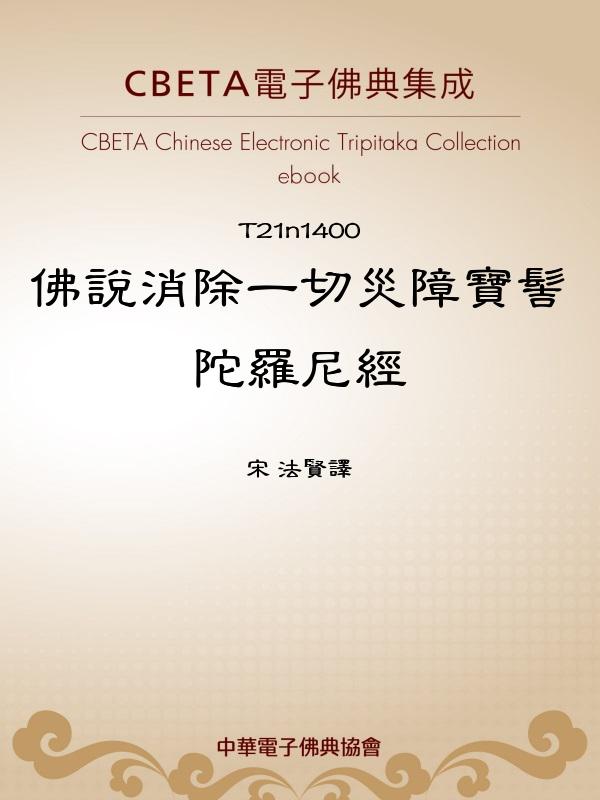 CBETA電子佛典集成
CBETA Chinese Electronic Tripitaka Collection
ebook
T21n1400
佛說消除一切災障寶髻
陀羅尼經
宋 法賢譯
中華電子佛典協會